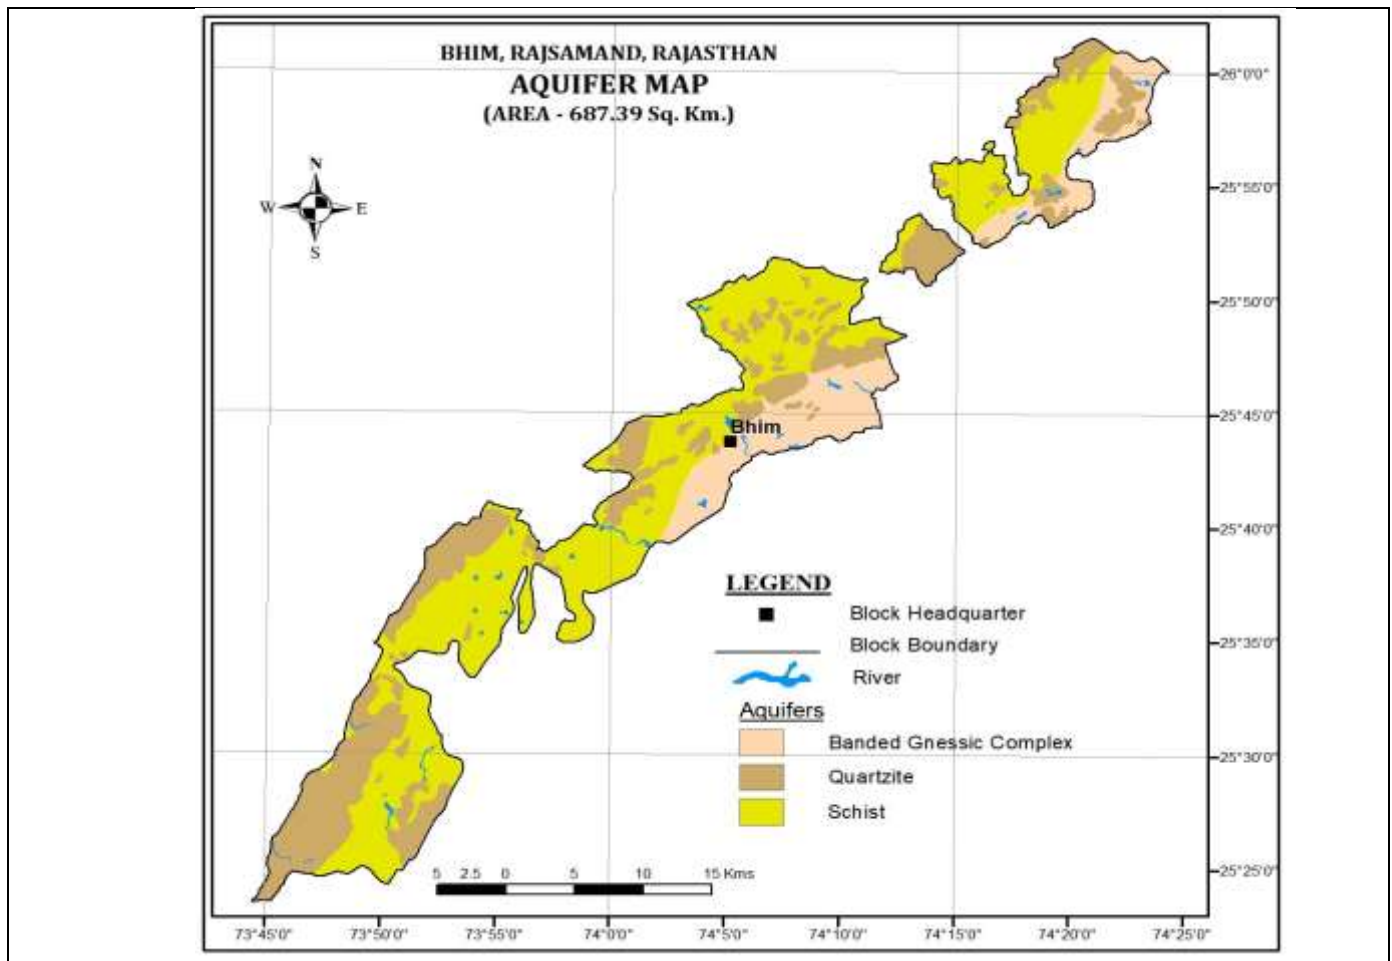 BHIM, RAJSAMAND, RAJASTHAN
AQUIFER MAP
(AREA - 687.39 Sq. Km.)
N
W E
S
26°0'0"
25°55'0"
25°50'0"
25°45'0"
25°40'0"
25°35'0"
25°30'0"
25°25'0"
Bhim
LEGEND
Block Headquarter
Block Boundary
River
Aquifers
Banded Gnessic Complex
Quartzite
Schist
5 2.5 0 5 10 15 Kms
73°45'0" 73°50'0" 73°55'0" 74°0'0" 74°5'0" 74°10'0" 74°15'0" 74°20'0" 74°25'0"